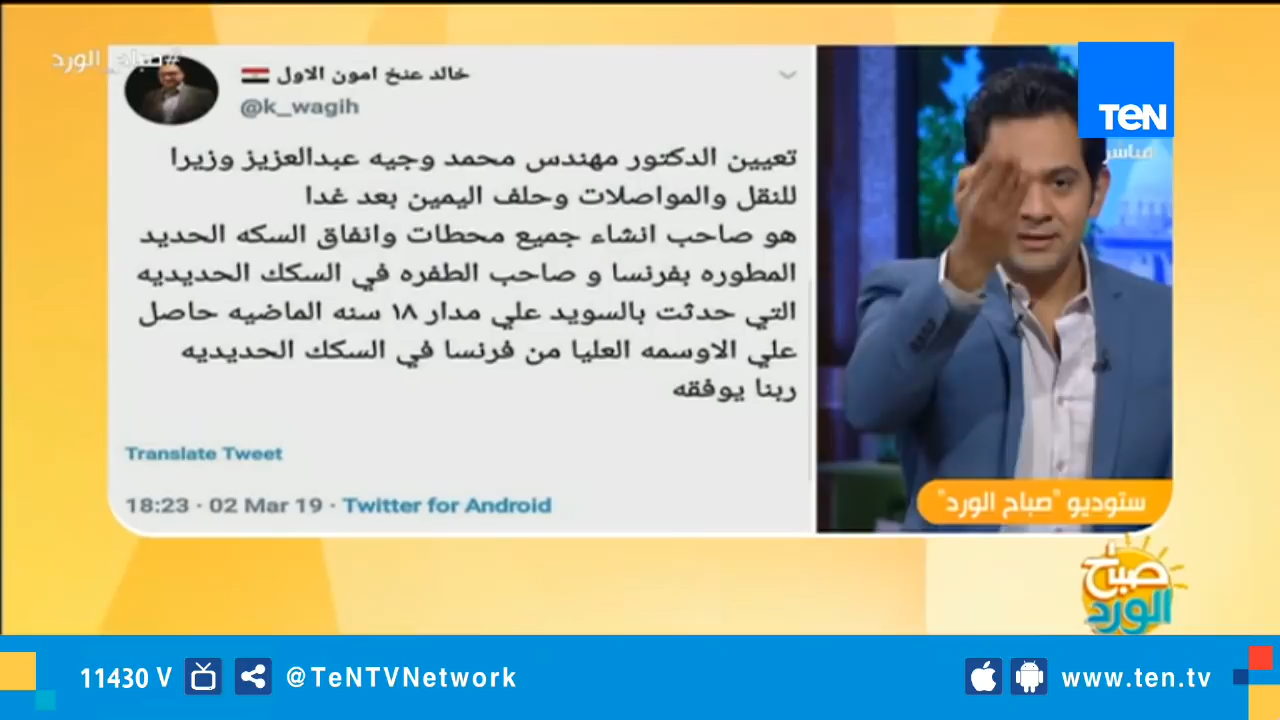 #صباح_الورد
TEN
مباشر
خالد عنخ امون الاول
@k_wagih
تعيين الدكتور مهندس محمد وجيه عبدالعزيز وزيرا
للنقل والمواصلات وحلف اليمين بعد غدا
هو صاحب انشاء جميع محطات وانفاق السكه الحديد
المطوره بفرنسا و صاحب الطفره في السكك الحديديه
التي حدثت بالسويد علي مدار ١٨ سنه الماضيه حاصل
علي الاوسمه العليا من فرنسا في السكك الحديديه
ربنا يوفقه
Translate Tweet
18:23 · 02 Mar 19 · Twitter for Android
ستوديو "صباح الورد"
صباح
الورد
11430 V
@TeNTVNetwork
www.ten.tv